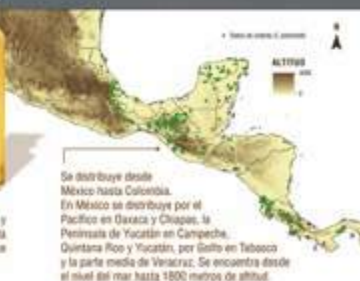 N
ALTITUD
Se distribuye desde
México hasta Colombia.
En México se distribuye por el
Pacífico en Oaxaca y Chiapas, la
Península de Yucatán en Campeche,
Quintana Roo y Yucatán, por Golfo en Tabasco
y la parte media de Veracruz. Se encuentra desde
el nivel del mar hasta 1800 metros de altitud.
y